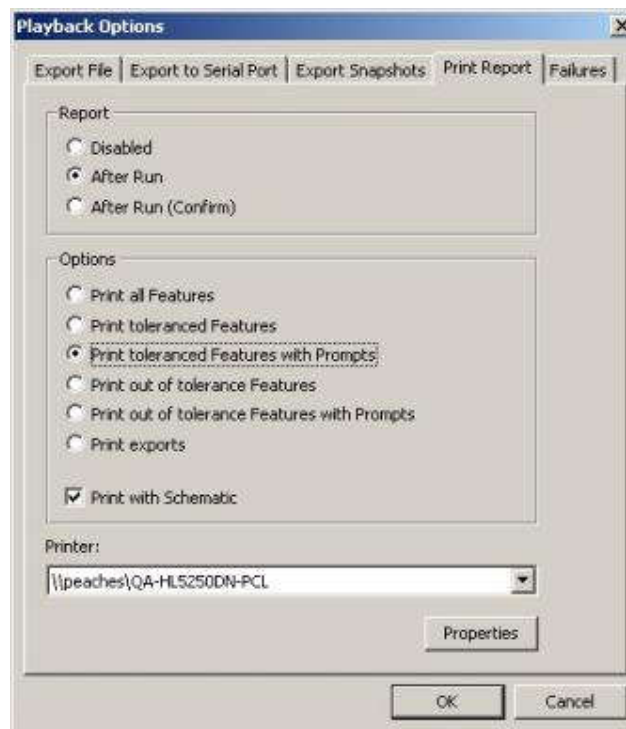 Playback Options
Export File Export to Serial Port Export Snapshots Print Report Failures
Report
Disabled
After Run
After Run (Confirm)
Options
Print all Features
Print toleranced Features
Print toleranced Features with Prompts
Print out of tolerance Features
Print out of tolerance Features with Prompts
Print exports
Print with Schematic
Printer:
\\peaches\QA-HL5250DN-PCL
Properties
OK Cancel